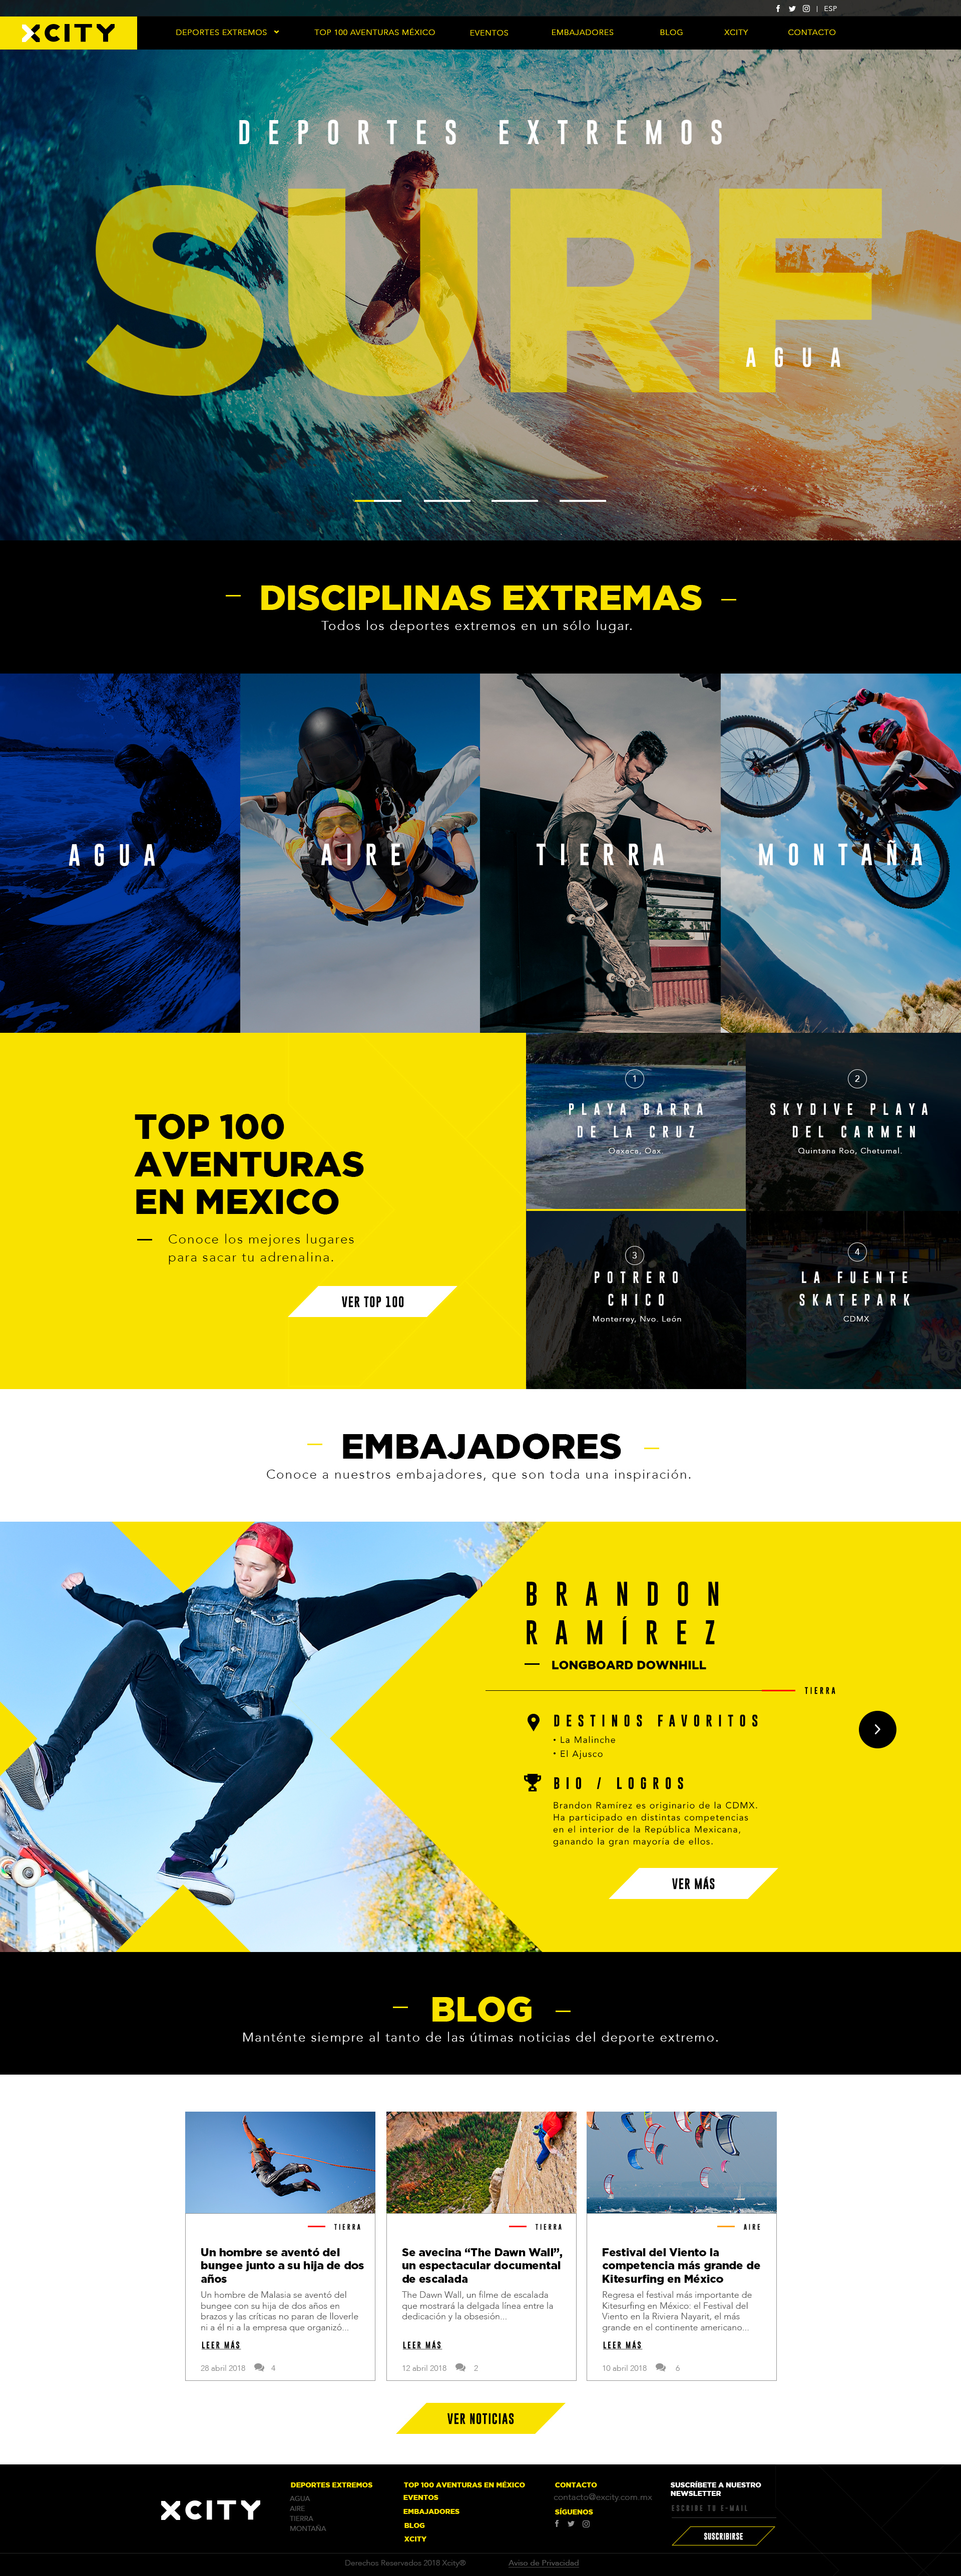 | ESP
XCITY
DEPORTES EXTREMOS
TOP 100 AVENTURAS MÉXICO
EVENTOS
EMBAJADORES
BLOG
XCITY
CONTACTO
DEPORTES EXTREMOS
SURF
AGUA
DISCIPLINAS EXTREMAS
Todos los deportes extremos en un sólo lugar.
AGUA
AIRE
TIERRA
MONTAÑA
TOP 100
AVENTURAS
EN MEXICO
Conoce los mejores lugares
para sacar tu adrenalina.
VER TOP 100
1
PLAYA BARRA
DE LA CRUZ
Oaxaca, Oax.
2
SKYDIVE PLAYA
DEL CARMEN
Quintana Roo, Chetumal.
3
POTRERO
CHICO
Monterrey, Nvo. León
4
LA FUENTE
SKATEPARK
CDMX
EMBAJADORES
Conoce a nuestros embajadores, que son toda una inspiración.
BRANDON
RAMÍREZ
LONGBOARD DOWNHILL
TIERRA
DESTINOS FAVORITOS
• La Malinche
• El Ajusco
BIO / LOGROS
Brandon Ramírez es originario de la CDMX.
Ha participado en distintas competencias
en el interior de la República Mexicana,
ganando la gran mayoría de ellos.
VER MÁS
BLOG
Manténte siempre al tanto de las útimas noticias del deporte extremo.
TIERRA
Un hombre se aventó del
bungee junto a su hija de dos
años
Un hombre de Malasia se aventó del
bungee con su hija de dos años en
brazos y las críticas no paran de lloverle
ni a él ni a la empresa que organizó...
LEER MÁS
28 abril 2018 4
TIERRA
Se avecina “The Dawn Wall”,
un espectacular documental
de escalada
The Dawn Wall, un filme de escalada
que mostrará la delgada línea entre la
dedicación y la obsesión...
LEER MÁS
12 abril 2018 2
AIRE
Festival del Viento la
competencia más grande de
Kitesurfing en México
Regresa el festival más importante de
Kitesurfing en México: el Festival del
Viento en la Riviera Nayarit, el más
grande en el continente americano...
LEER MÁS
10 abril 2018 6
VER NOTICIAS
XCITY
DEPORTES EXTREMOS
AGUA
AIRE
TIERRA
MONTAÑA
TOP 100 AVENTURAS EN MÉXICO
EVENTOS
EMBAJADORES
BLOG
XCITY
CONTACTO
contacto@excity.com.mx
SÍGUENOS
SUSCRÍBETE A NUESTRO
NEWSLETTER
ESCRIBE TU E-MAIL
SUSCRIBIRSE
Derechos Reservados 2018 Xcity®
Aviso de Privacidad